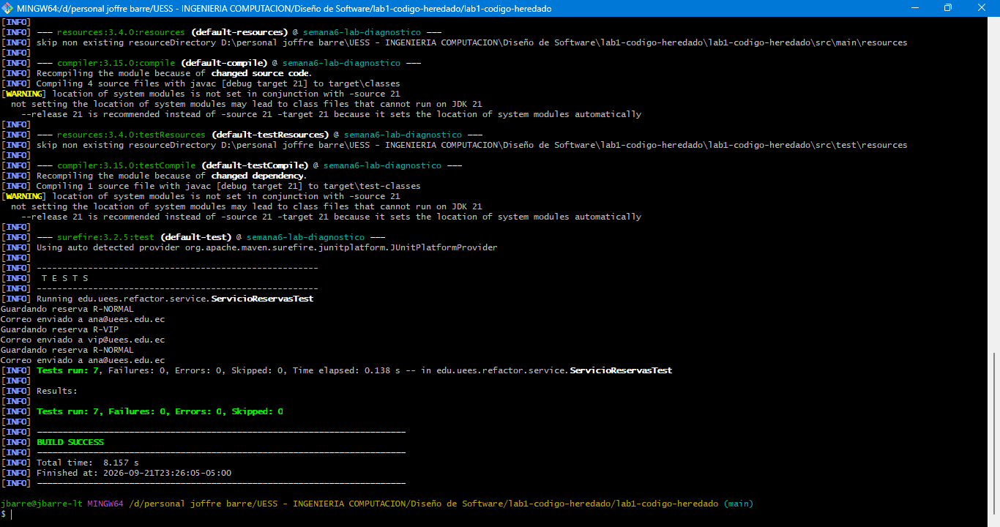 MINGW64:/d/personal joffre barre/UESS - INGENIERIA COMPUTACION/Diseño de Software/lab1-codigo-heredado/lab1-codigo-heredado
[INFO]
[INFO] --- resources:3.4.0:resources (default-resources) @ semana6-lab-diagnostico ---
[INFO] skip non existing resourceDirectory D:\personal joffre barre\UESS - INGENIERIA COMPUTACION\Diseño de Software\lab1-codigo-heredado\lab1-codigo-heredado\src\main\resources
[INFO]
[INFO] --- compiler:3.15.0:compile (default-compile) @ semana6-lab-diagnostico ---
[INFO] Recompiling the module because of changed source code.
[INFO] Compiling 4 source files with javac [debug target 21] to target\classes
[WARNING] location of system modules is not set in conjunction with -source 21
  not setting the location of system modules may lead to class files that cannot run on JDK 21
    --release 21 is recommended instead of -source 21 -target 21 because it sets the location of system modules automatically
[INFO]
[INFO] --- resources:3.4.0:testResources (default-testResources) @ semana6-lab-diagnostico ---
[INFO] skip non existing resourceDirectory D:\personal joffre barre\UESS - INGENIERIA COMPUTACION\Diseño de Software\lab1-codigo-heredado\lab1-codigo-heredado\src\test\resources
[INFO]
[INFO] --- compiler:3.15.0:testCompile (default-testCompile) @ semana6-lab-diagnostico ---
[INFO] Recompiling the module because of changed dependency.
[INFO] Compiling 1 source file with javac [debug target 21] to target\test-classes
[WARNING] location of system modules is not set in conjunction with -source 21
  not setting the location of system modules may lead to class files that cannot run on JDK 21
    --release 21 is recommended instead of -source 21 -target 21 because it sets the location of system modules automatically
[INFO]
[INFO] --- surefire:3.2.5:test (default-test) @ semana6-lab-diagnostico ---
[INFO] Using auto detected provider org.apache.maven.surefire.junitplatform.JUnitPlatformProvider
[INFO]
[INFO] -------------------------------------------------------
[INFO]  T E S T S
[INFO] -------------------------------------------------------
[INFO] Running edu.uees.refactor.service.ServicioReservasTest
Guardando reserva R-NORMAL
Correo enviado a ana@uees.edu.ec
Guardando reserva R-VIP
Correo enviado a vip@uees.edu.ec
Guardando reserva R-NORMAL
Correo enviado a ana@uees.edu.ec
[INFO] Tests run: 7, Failures: 0, Errors: 0, Skipped: 0, Time elapsed: 0.138 s -- in edu.uees.refactor.service.ServicioReservasTest
[INFO]
[INFO] Results:
[INFO]
[INFO] Tests run: 7, Failures: 0, Errors: 0, Skipped: 0
[INFO]
[INFO] ------------------------------------------------------------------------
[INFO] BUILD SUCCESS
[INFO] ------------------------------------------------------------------------
[INFO] Total time:  8.157 s
[INFO] Finished at: 2026-09-21T23:26:05-05:00
[INFO] ------------------------------------------------------------------------
jbarre@jbarre-lt MINGW64 /d/personal joffre barre/UESS - INGENIERIA COMPUTACION/Diseño de Software/lab1-codigo-heredado/lab1-codigo-heredado (main)
$